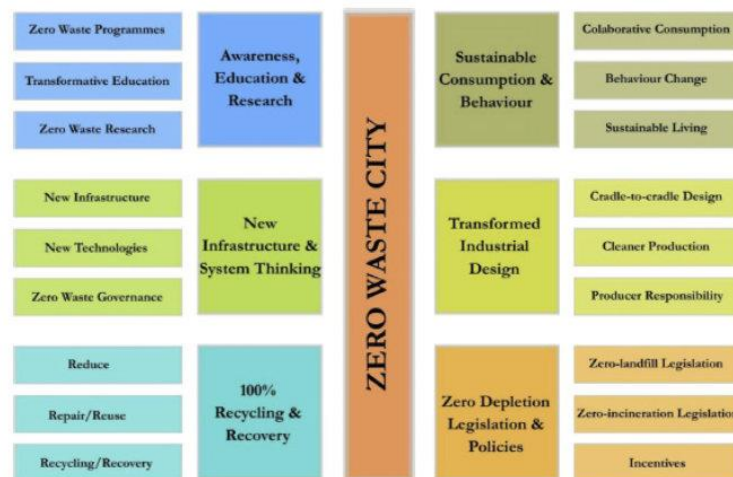 Zero Waste Programmes
Transformative Education
Zero Waste Research
Awareness,
Education &
Research
New Infrastructure
New Technologies
Zero Waste Governance
New
Infrastructure &
System Thinking
Reduce
Repair/Reuse
Recycling/Recovery
100%
Recycling &
Recovery
ZERO WASTE CITY
Sustainable
Consumption &
Behaviour
Colaborative Consumption
Behaviour Change
Sustainable Living
Transformed
Industrial
Design
Cradle-to-cradle Design
Cleaner Production
Producer Responsibility
Zero Depletion
Legislation &
Policies
Zero-landfill Legislation
Zero-incineration Legislation
Incentives